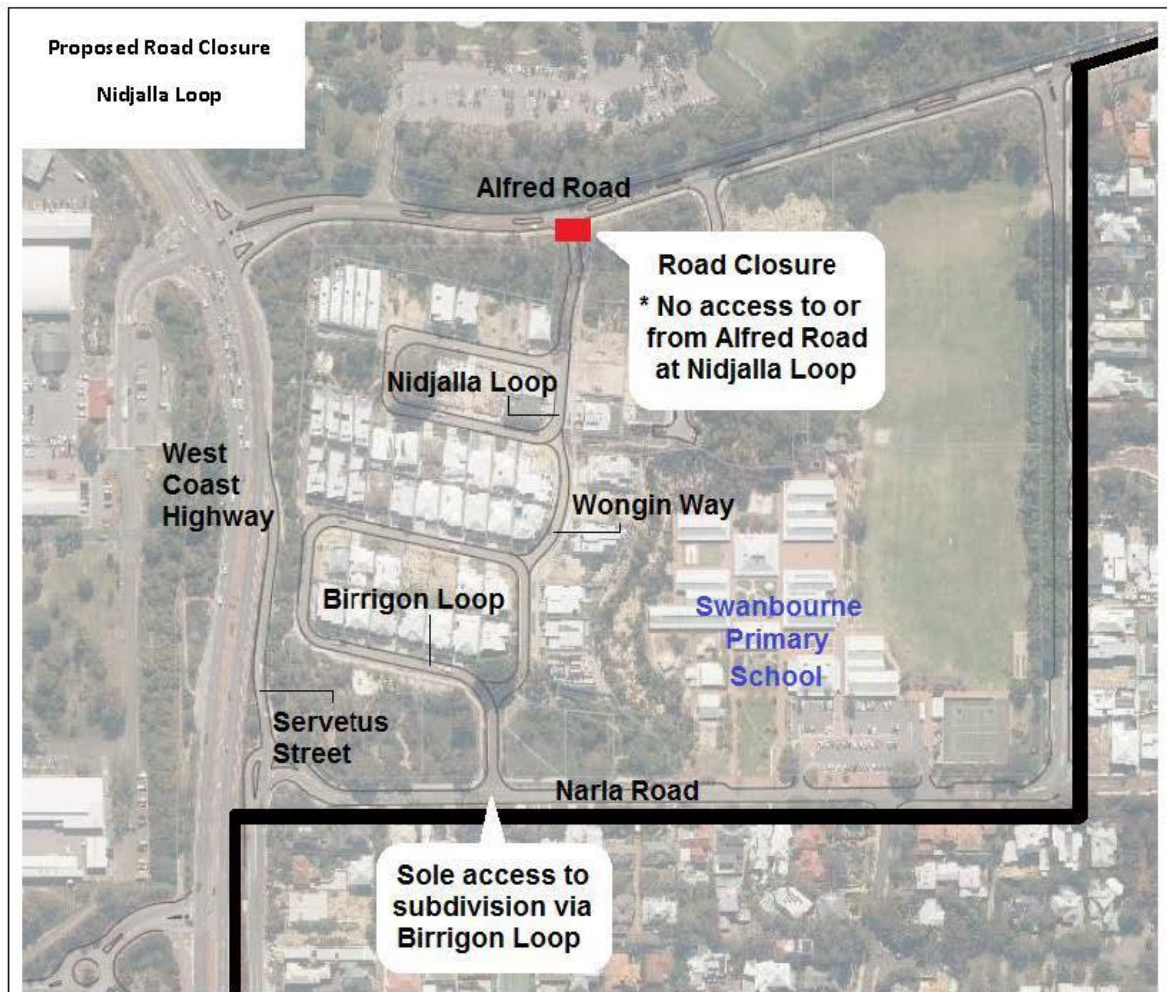 Proposed Road Closure
Nidjalla Loop
Alfred Road
Road Closure
* No access to or
from Alfred Road
at Nidjalla Loop
Nidjalla Loop
West
Coast
Highway
Wongin Way
Birrigon Loop
Swanbourne
Primary
School
Servetus
Street
Narla Road
Sole access to
subdivision via
Birrigon Loop